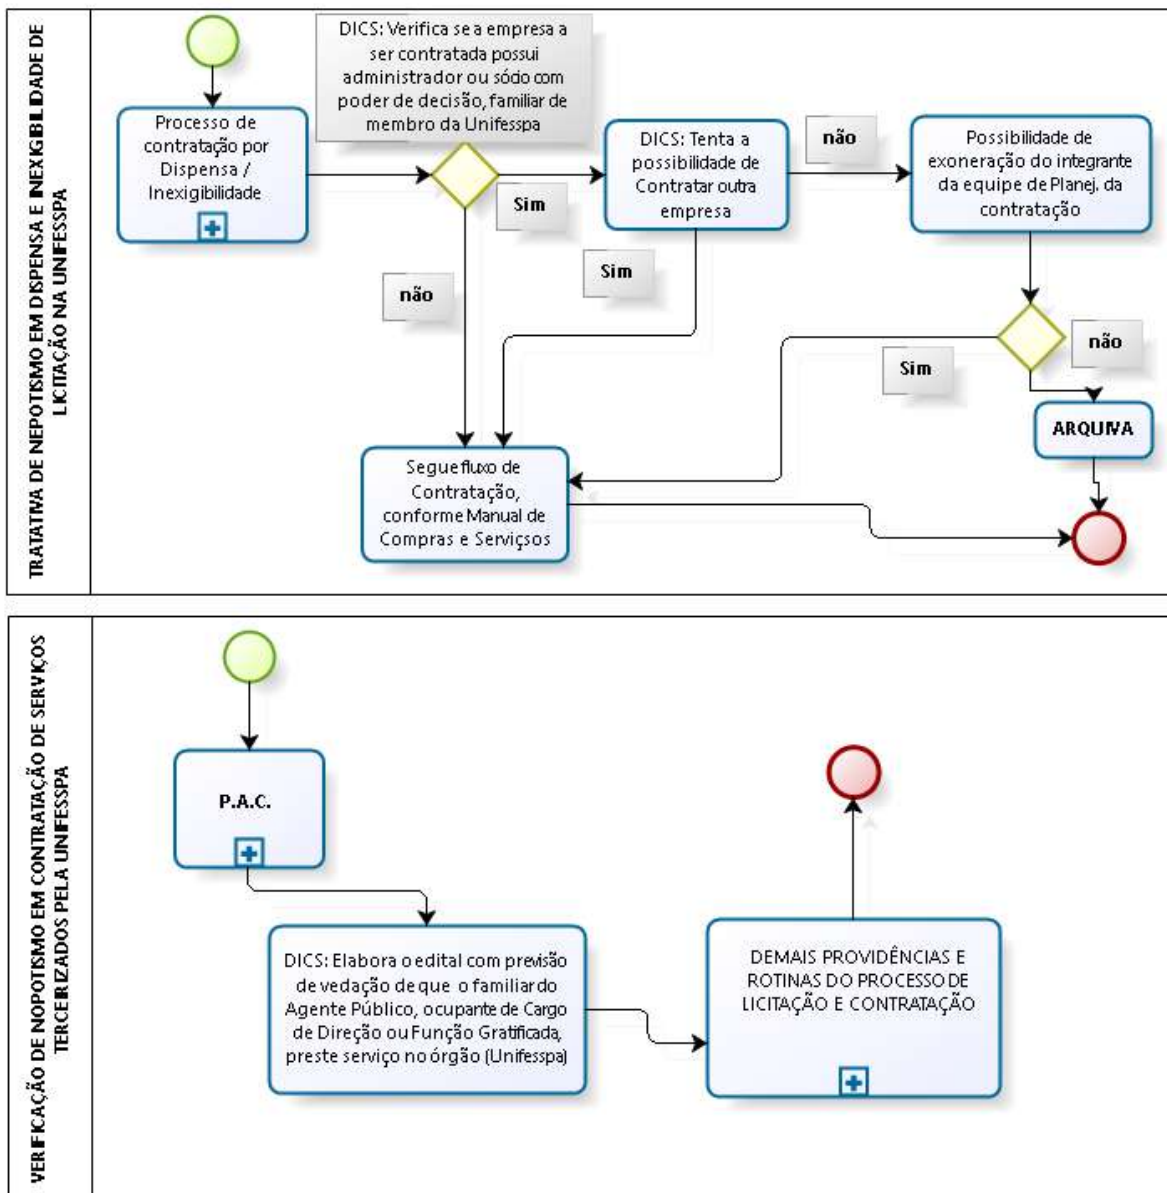 TRATATIVA DE NEPOTISMO EM DISPENSA E INEXIGIBLIDADE DE
LICITAÇÃO NA UNIFESSPA
Processo de
contratação por
Dispensa /
Inexigibilidade
DICS: Verifica se a empresa a
ser contratada possui
administrador ou sócio com
poder de decisão, familiar de
membro da Unifesspa
Sim
não
DICS: Tenta a
possibilidade de
Contratar outra
empresa
não
Sim
Possibilidade de
exoneração do integrante
da equipe de Planej. da
contratação
não
Sim
ARQUIVA
Segue fluxo de
Contratação,
conforme Manual de
Compras e Serviçsos
VERIFICAÇÃO DE NOPOTISMO EM CONTRATAÇÃO DE SERVIÇOS
TERCEIRIZADOS PELA UNIFESSPA
P.A.C.
DICS: Elabora o edital com previsão
de vedação de que o familiar do
Agente Público, ocupante de Cargo
de Direção ou Função Gratificada,
preste serviço no órgão (Unifesspa)
DEMAIS PROVIDÊNCIAS E
ROTINAS DO PROCESSO DE
LICITAÇÃO E CONTRATAÇÃO